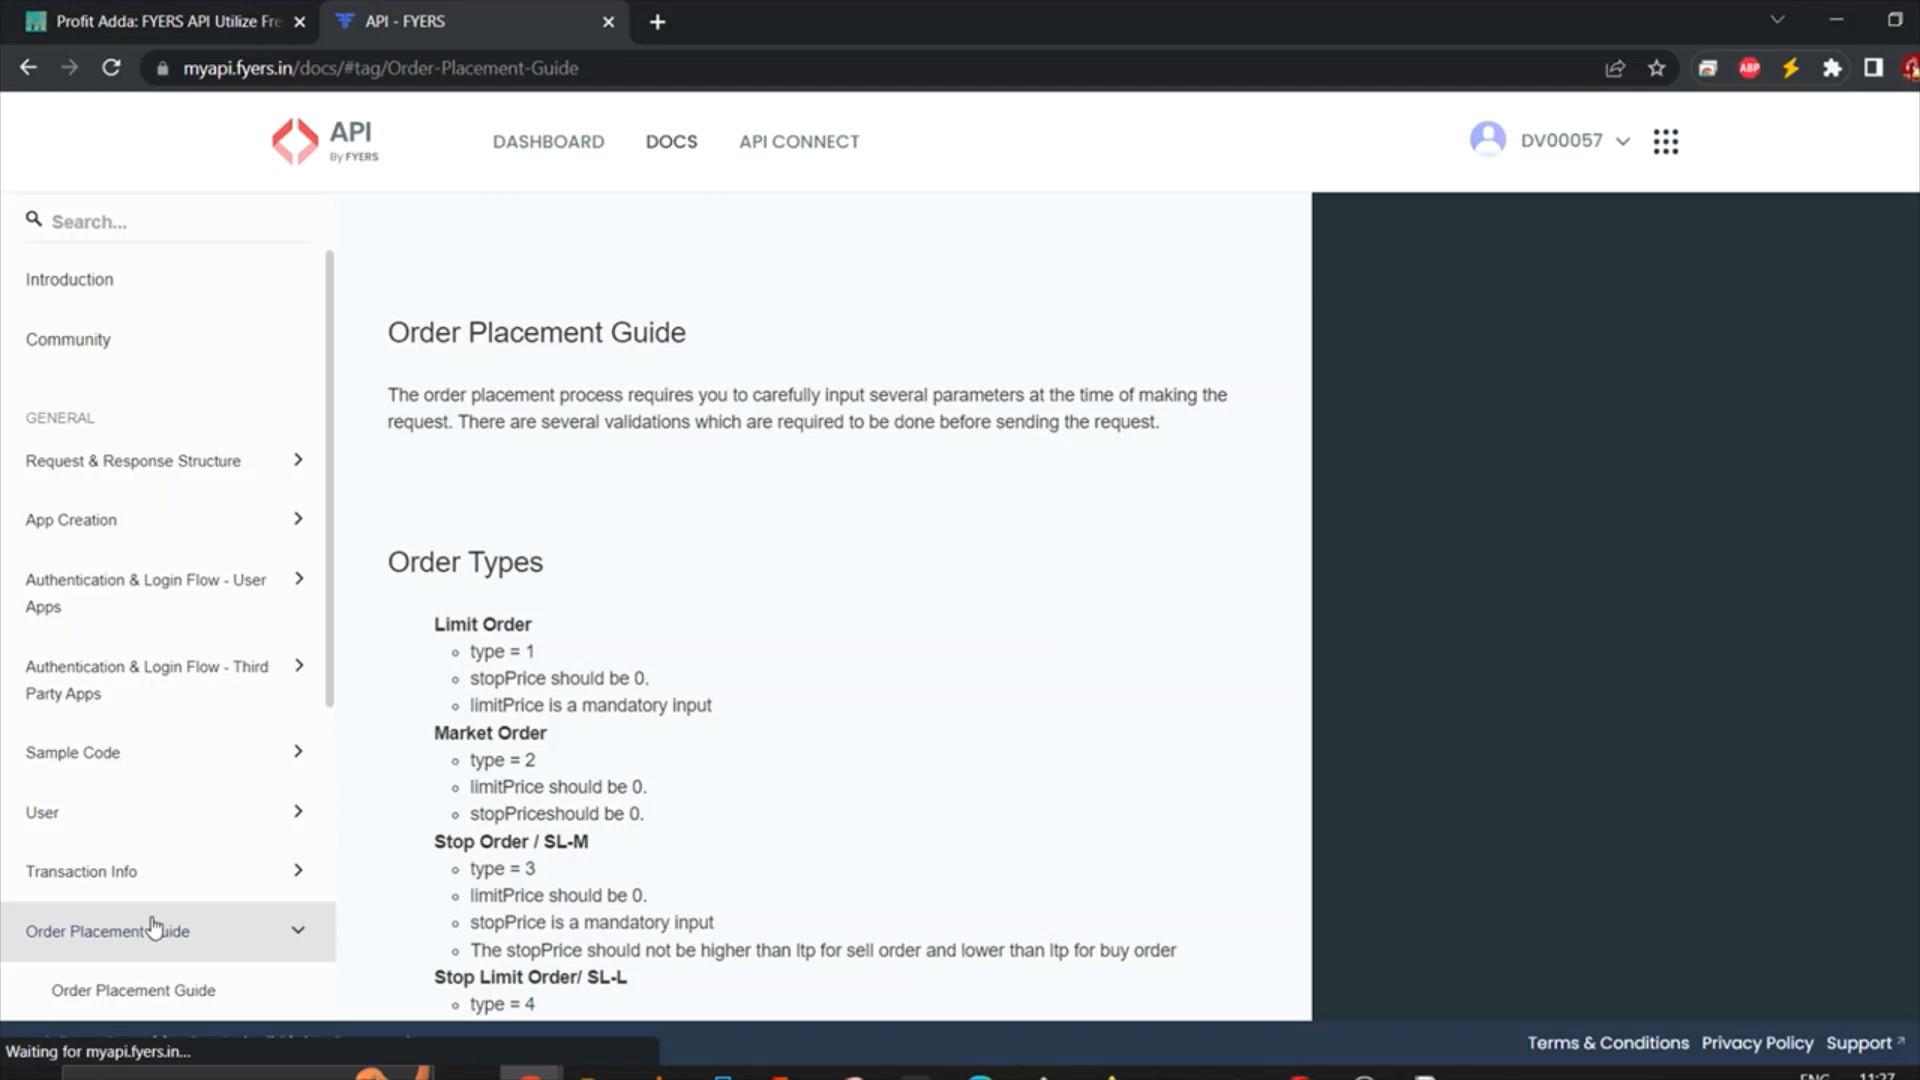 Profit Adda: FYERS API Utilize Fre
API - FYERS
myapi.fyers.in/docs/#tag/Order-Placement-Guide
ABP
API
By FYERS
DASHBOARD
DOCS
API CONNECT
DV00057
Search...
Introduction
Community
GENERAL
Request & Response Structure
App Creation
Authentication & Login Flow - User
Apps
Authentication & Login Flow - Third
Party Apps
Sample Code
User
Transaction Info
Order Placement Guide
Order Placement Guide
Order Placement Guide
The order placement process requires you to carefully input several parameters at the time of making the
request. There are several validations which are required to be done before sending the request.
Order Types
Limit Order
type = 1
stopPrice should be 0.
limitPrice is a mandatory input
Market Order
type = 2
limitPrice should be 0.
stopPriceshould be 0.
Stop Order / SL-M
type = 3
limitPrice should be 0.
stopPrice is a mandatory input
The stopPrice should not be higher than ltp for sell order and lower than ltp for buy order
Stop Limit Order/ SL-L
type = 4
Waiting for myapi.fyers.in...
Terms & Conditions Privacy Policy Support
ENG
11:27